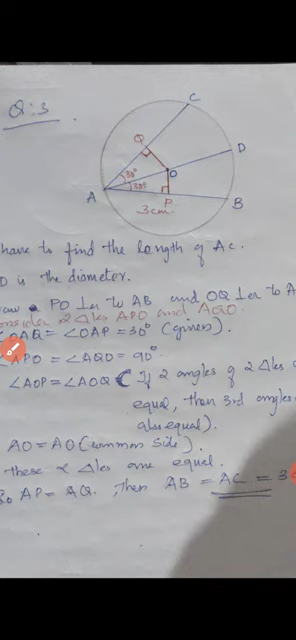 Q:3
C
Q
D
30°
O
30°
A
P
B
3cm
have to find the length of AC.
D is the diameter.
PO ⊥er to AB and OQ ⊥er to A
consider 2 Δles APO and AQO
OAQ = ∠OAP = 30° (given).
APO = ∠AQO = 90°
∠AOP = ∠AOQ ( If 2 angles of 2 Δles
equal, then 3rd angles
also equal).
AO = AO (common side).
these 2 Δles are equal.
So AP = AQ. then AB = AC = 3